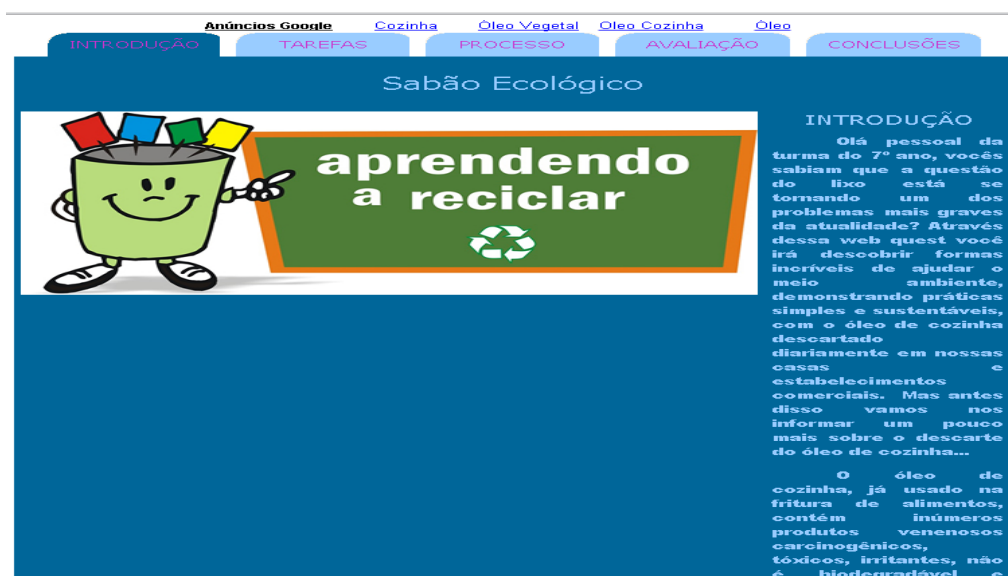 Anúncios Google Cozinha Óleo Vegetal Oleo Cozinha Óleo
INTRODUÇÃO TAREFAS PROCESSO AVALIAÇÃO CONCLUSÕES
Sabão Ecológico
aprendendo
a reciclar
INTRODUÇÃO
Olá pessoal da
turma do 7º ano, vocês
sabiam que a questão
do lixo está se
tornando um dos
problemas mais graves
da atualidade? Através
dessa web quest você
irá descobrir formas
incríveis de ajudar o
meio ambiente,
demonstrando práticas
simples e sustentáveis,
com o óleo de cozinha
descartado
diariamente em nossas
casas e
estabelecimentos
comerciais. Mas antes
disso vamos nos
informar um pouco
mais sobre o descarte
do óleo de cozinha...
O óleo de
cozinha, já usado na
fritura de alimentos,
contém inúmeros
produtos venenosos
carcinogênicos,
tóxicos, irritantes, não
é biodegradável e